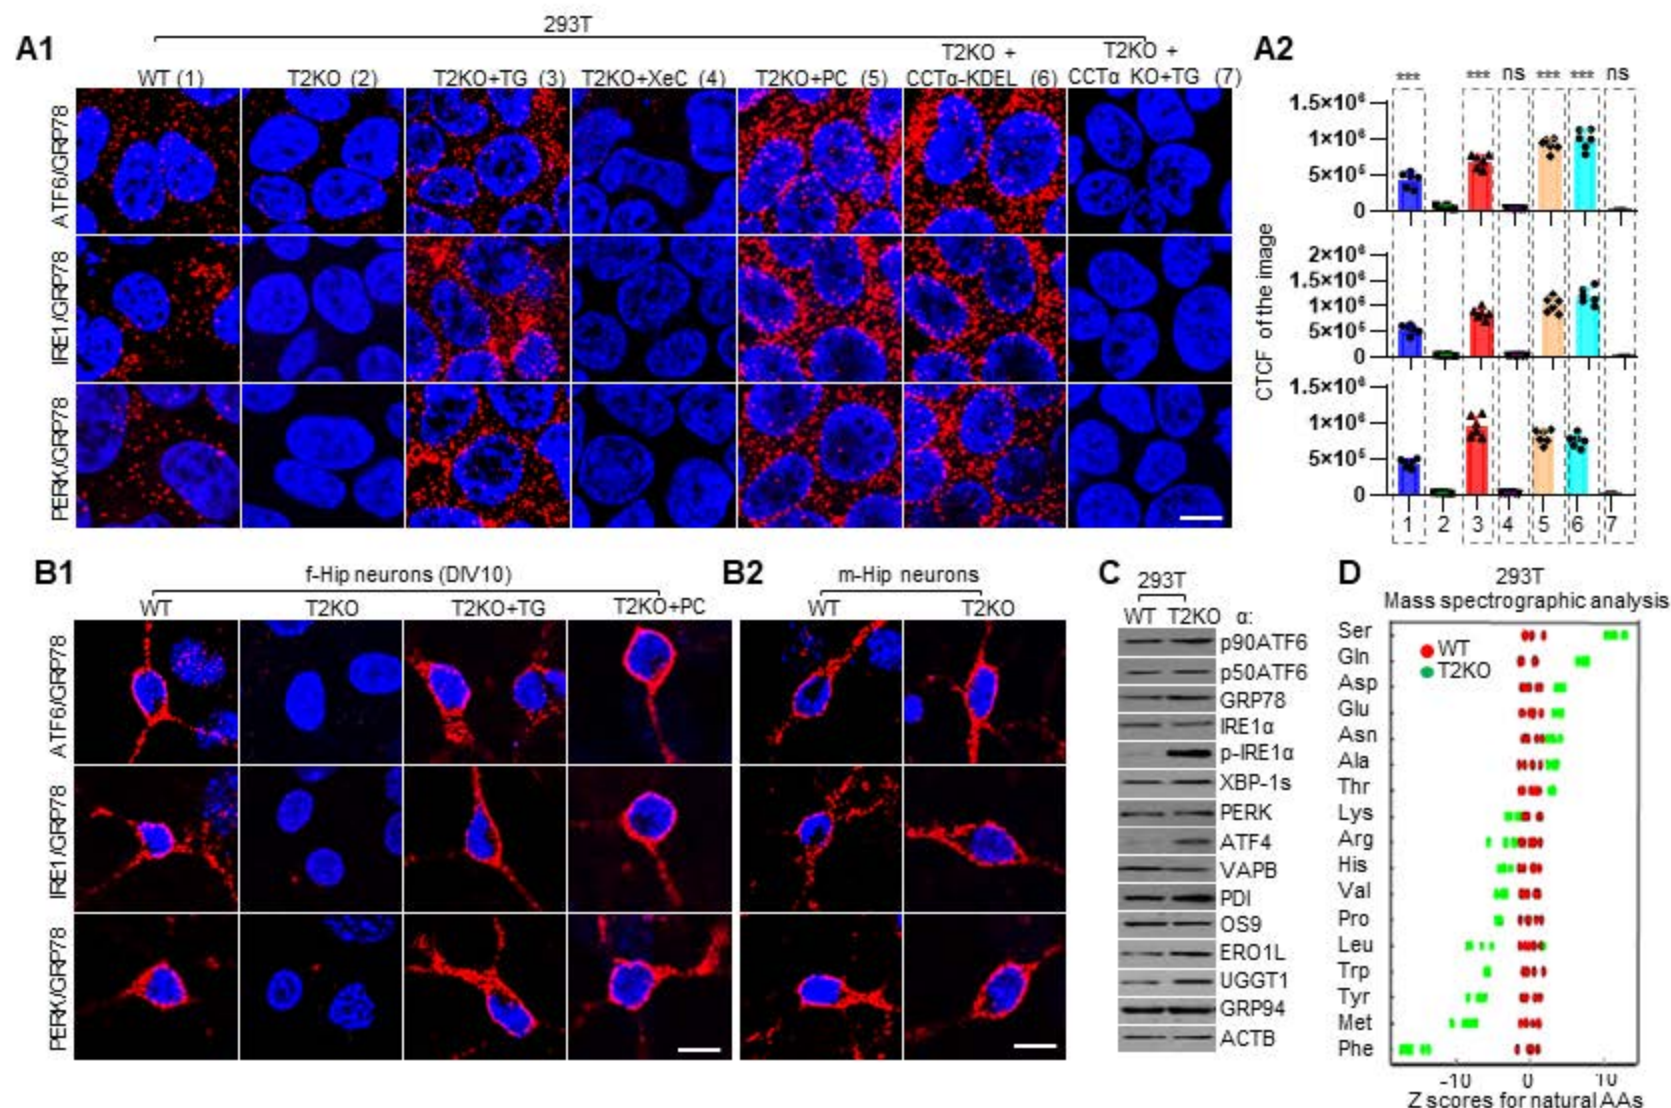 A1
293T
WT (1)
T2KO (2)
T2KO+TG (3)
T2KO+XeC (4)
T2KO+PC (5)
T2KO +
CCTα-KDEL (6)
T2KO +
CCTα KO+TG (7)
ATF6/GRP78
IRE1/GRP78
PERK/GRP78
A2
*** *** ns *** *** ns
CTCF of the image
1.5×10⁶
1×10⁶
5×10⁵
0
2×10⁶
1.5×10⁶
1×10⁶
5×10⁵
0
1.5×10⁶
1×10⁶
5×10⁵
0
1 2 3 4 5 6 7
B1
f-Hip neurons (DIV10)
WT T2KO T2KO+TG T2KO+PC
ATF6/GRP78
IRE1/GRP78
PERK/GRP78
B2
m-Hip neurons
WT T2KO
C
293T
WT T2KO α:
p90ATF6
p50ATF6
GRP78
IRE1α
p-IRE1α
XBP-1s
PERK
ATF4
VAPB
PDI
OS9
ERO1L
UGGT1
GRP94
ACTB
D
293T
Mass spectrographic analysis
WT
T2KO
Ser
Gln
Asp
Glu
Asn
Ala
Thr
Lys
Arg
His
Val
Pro
Leu
Trp
Tyr
Met
Phe
-10 0 10
Z scores for natural AAs